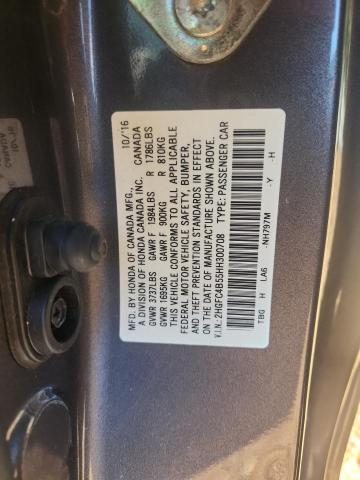 MFD. BY HONDA OF CANADA MFG., 10/'16
A DIVISION OF HONDA CANADA INC. CANADA
GVWR 3737LBS GAWR F 1984LBS R 1786LBS
GVWR 1695KG GAWR F 900KG R 810KG
THIS VEHICLE CONFORMS TO ALL APPLICABLE
FEDERAL MOTOR VEHICLE SAFETY, BUMPER,
AND THEFT PREVENTION STANDARDS IN EFFECT
ON THE DATE OF MANUFACTURE SHOWN ABOVE.
V.I.N.: 2HGFC4B55HH300708 TYPE: PASSENGER CAR
TBG H LA6 -NH797M -Y -H